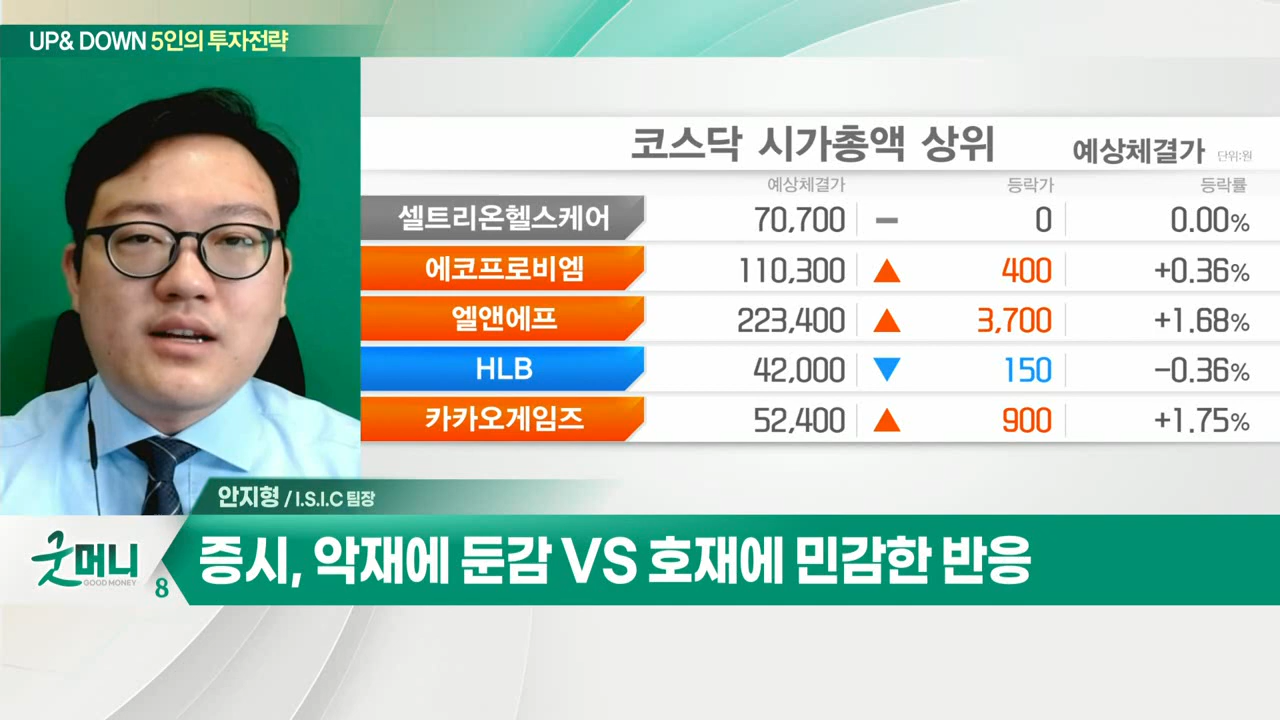 UP& DOWN 5인의 투자전략
코스닥 시가총액 상위 예상체결가 단위:원
예상체결가 등락가 등락률
셀트리온헬스케어 70,700 − 0 0.00%
에코프로비엠 110,300 ▲ 400 +0.36%
엘앤에프 223,400 ▲ 3,700 +1.68%
HLB 42,000 ▼ 150 −0.36%
카카오게임즈 52,400 ▲ 900 +1.75%
안지형 / I.S.I.C 팀장
굿머니
GOOD MONEY
8
증시, 악재에 둔감 VS 호재에 민감한 반응